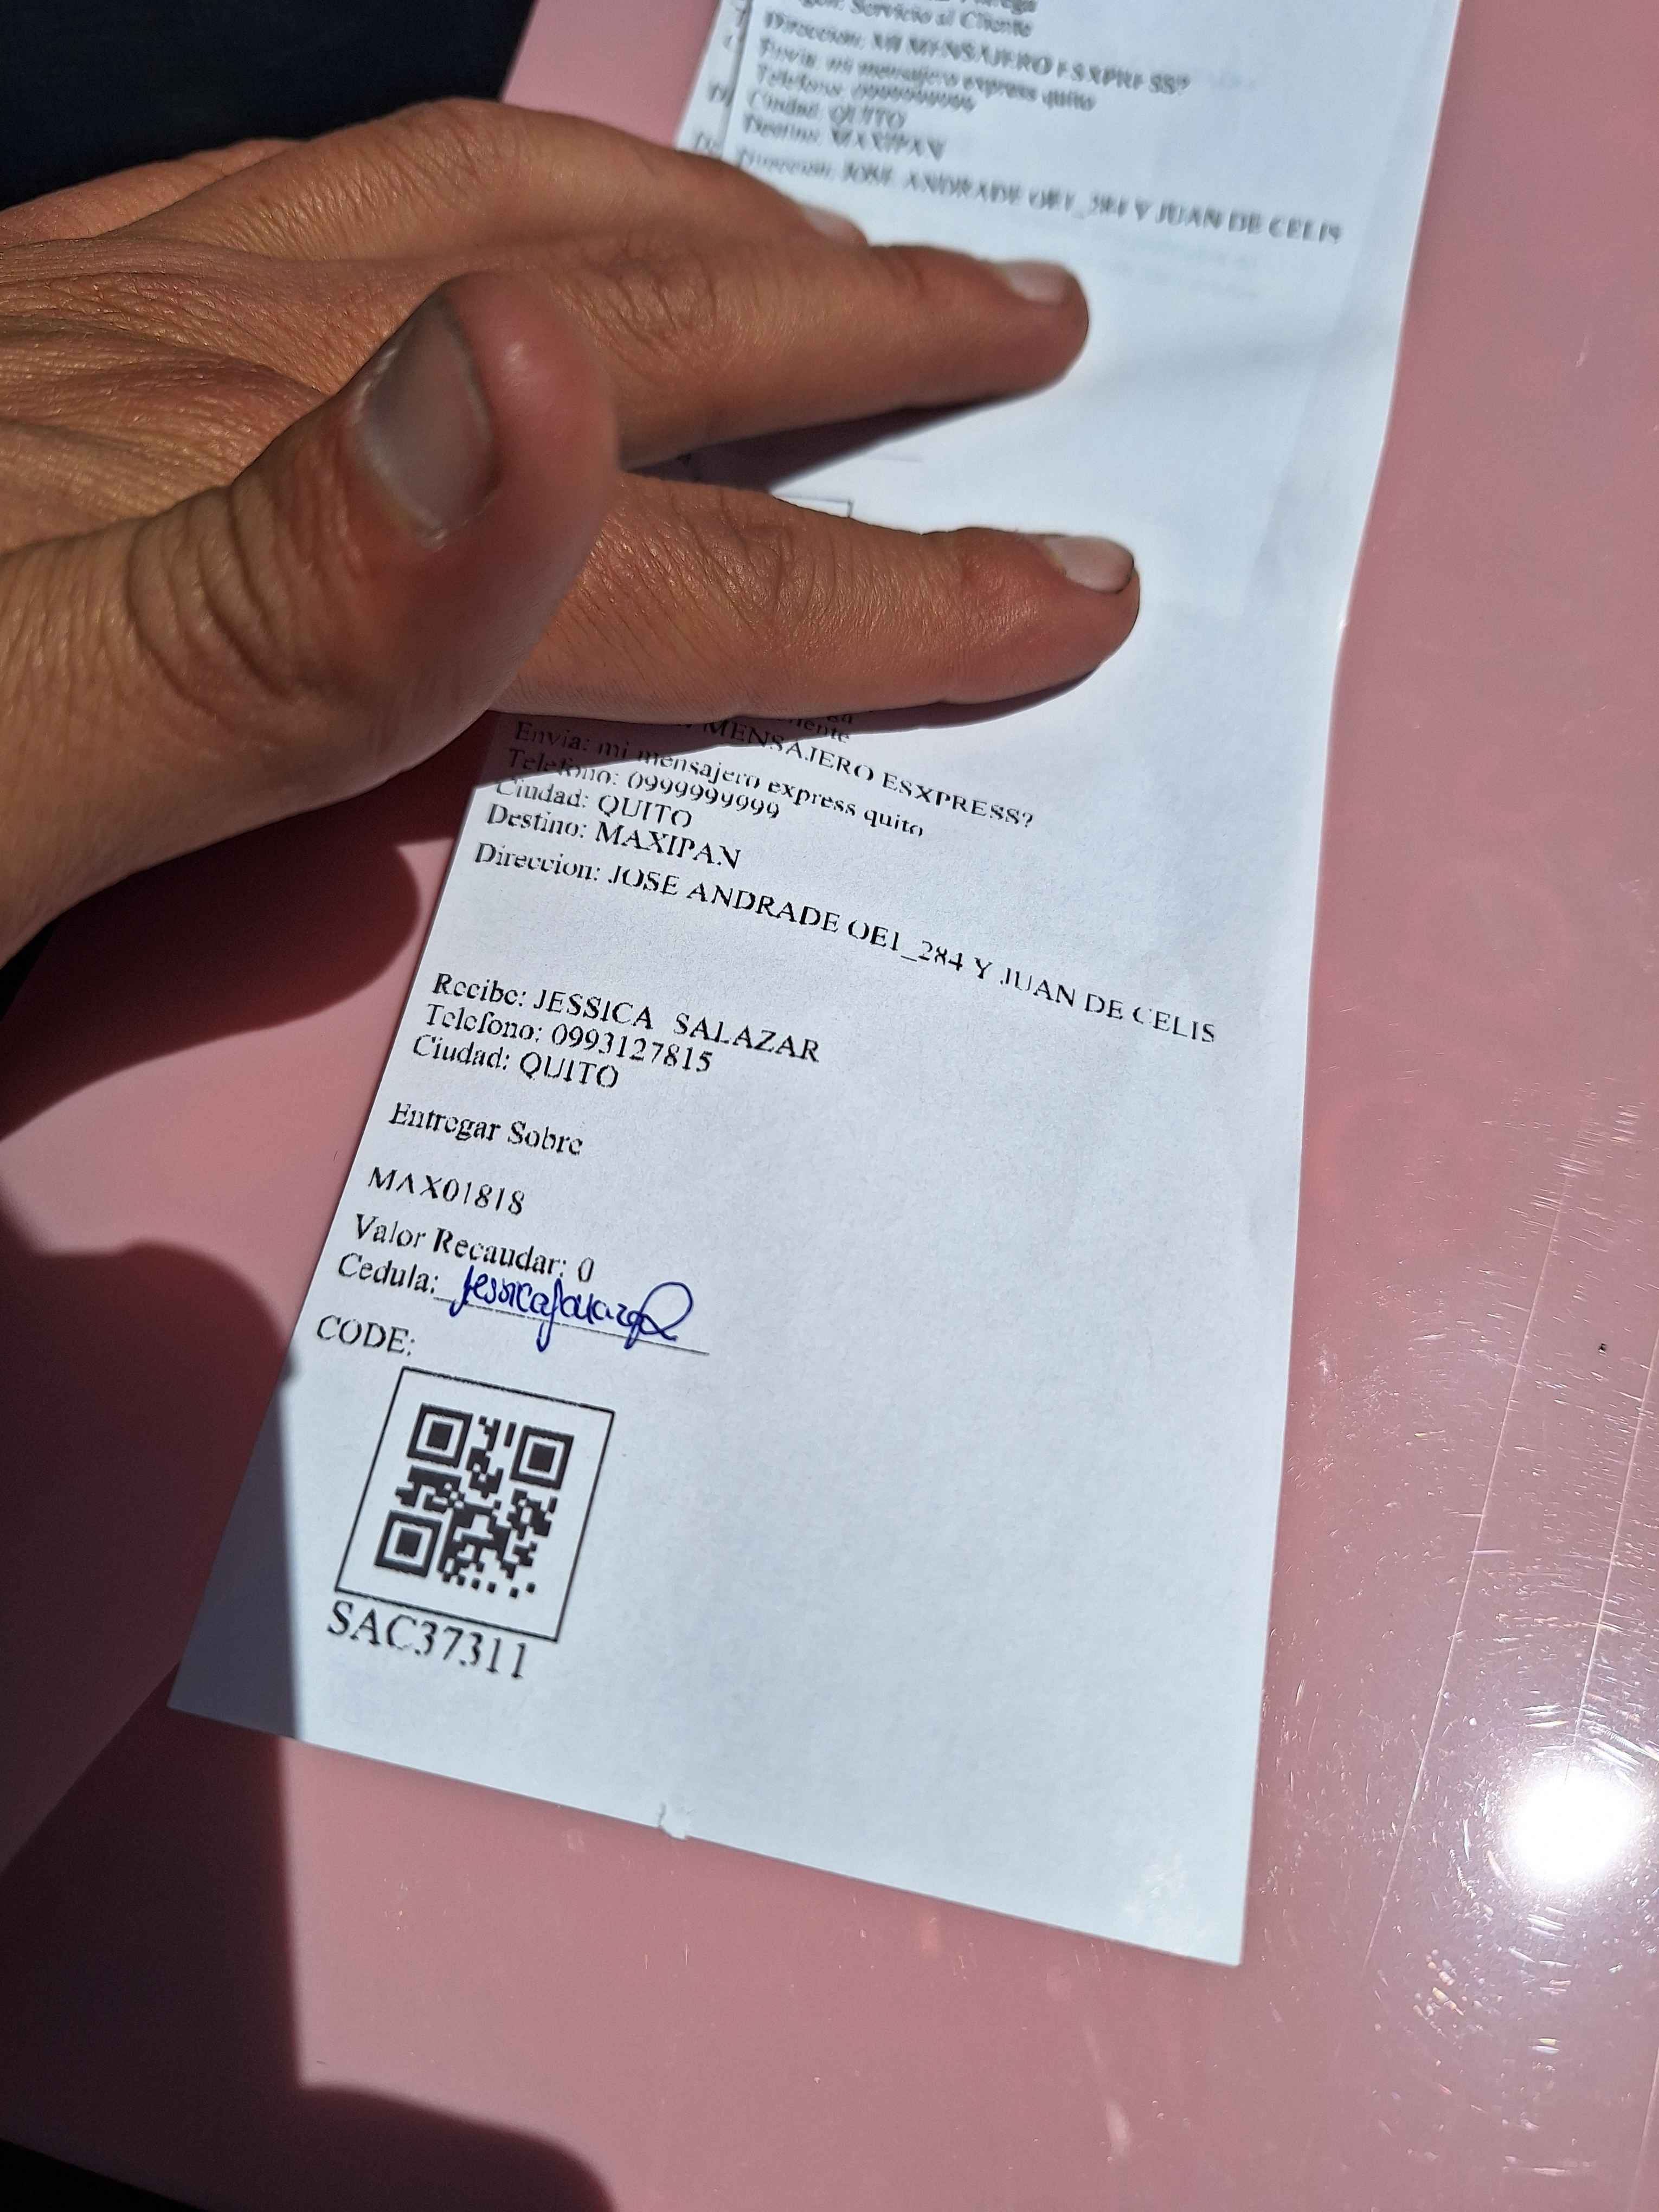 Servicio al Cliente
Direccion: MI MENSAJERO ESXPRESS?
Envia: mi mensajero express quito
Telefono: 0999999999
Ciudad: QUITO
Destino: MAXIPAN
Direccion: JOSE ANDRADE OE1_284 Y JUAN DE CELIS
MENSAJERO ESXPRESS?
Envia: mi mensajero express quito
Telefono: 0999999999
Ciudad: QUITO
Destino: MAXIPAN
Direccion: JOSE ANDRADE OE1_284 Y JUAN DE CELIS
Recibe: JESSICA SALAZAR
Telefono: 0993127815
Ciudad: QUITO
Entregar Sobre
MAX01818
Valor Recaudar: 0
Cedula: Jessica Salazar
CODE:
SAC37311